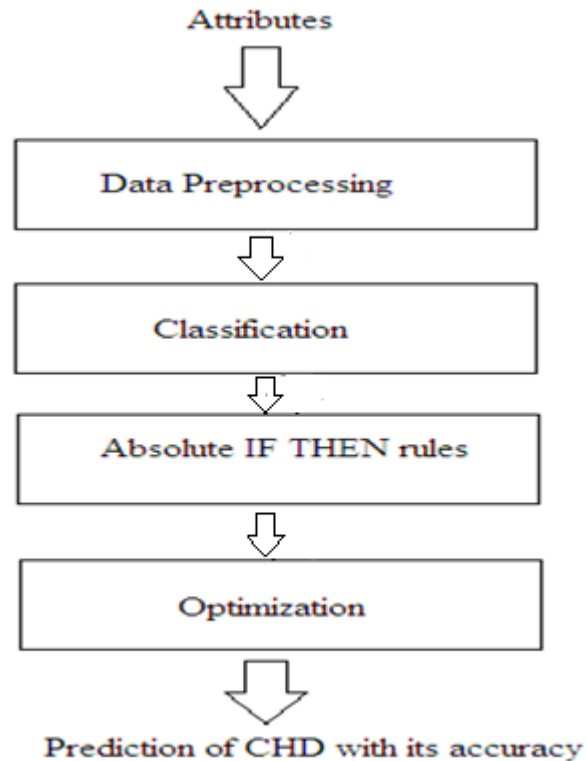 Attributes
Data Preprocessing
Classification
Absolute IF THEN rules
Optimization
Prediction of CHD with its accuracy